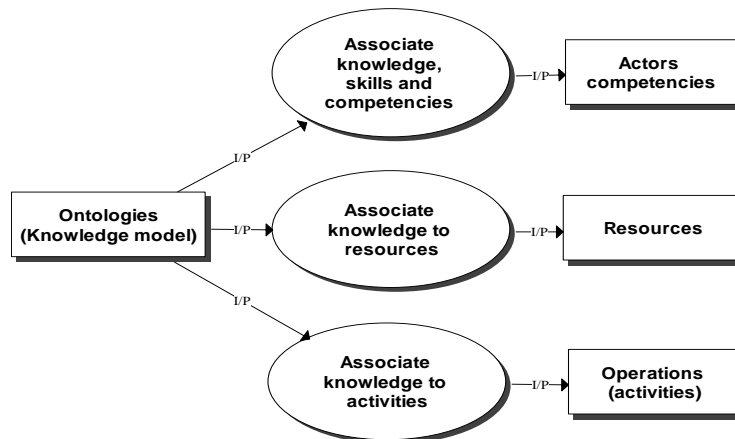 Associate
knowledge,
skills and
competencies
I/P
Actors
competencies
I/P
Ontologies
(Knowledge model)
I/P
Associate
knowledge to
resources
I/P
Resources
I/P
Associate
knowledge to
activities
I/P
Operations
(activities)